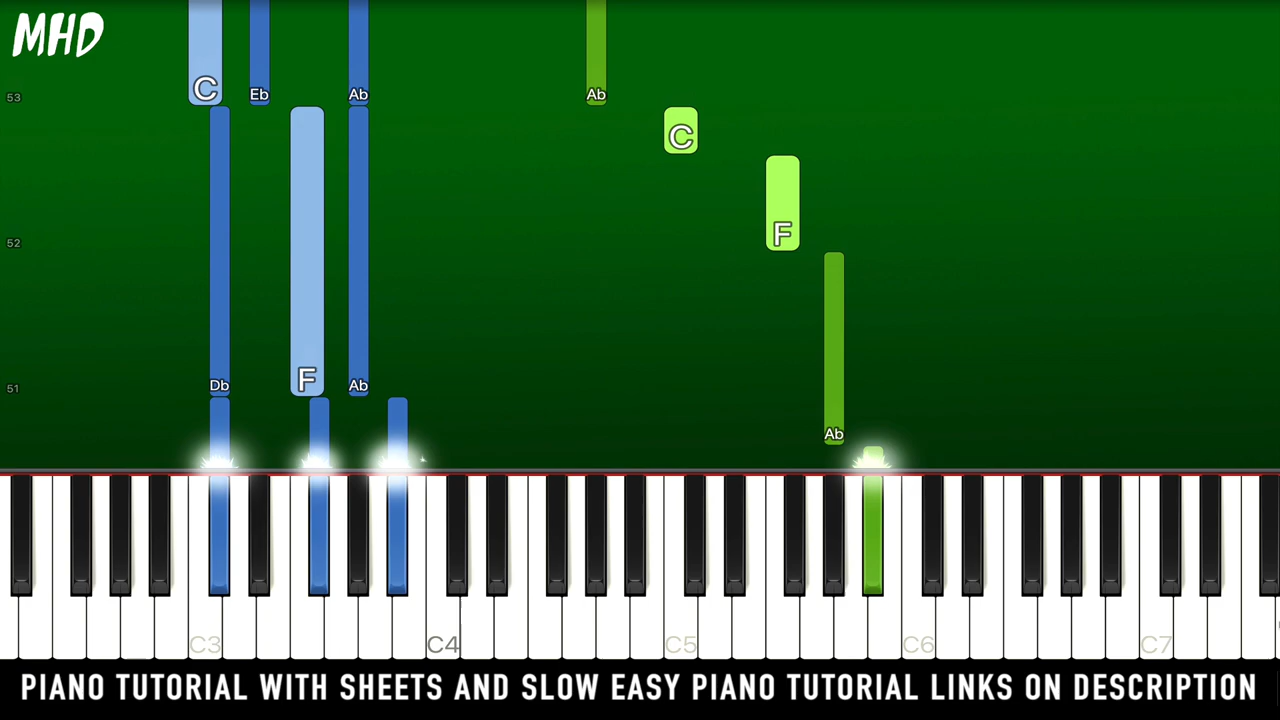 MHD
C Eb Ab Ab
53
C
F
52
Db F Ab
51
Ab
C3 C4 C5 C6 C7
PIANO TUTORIAL WITH SHEETS AND SLOW EASY PIANO TUTORIAL LINKS ON DESCRIPTION